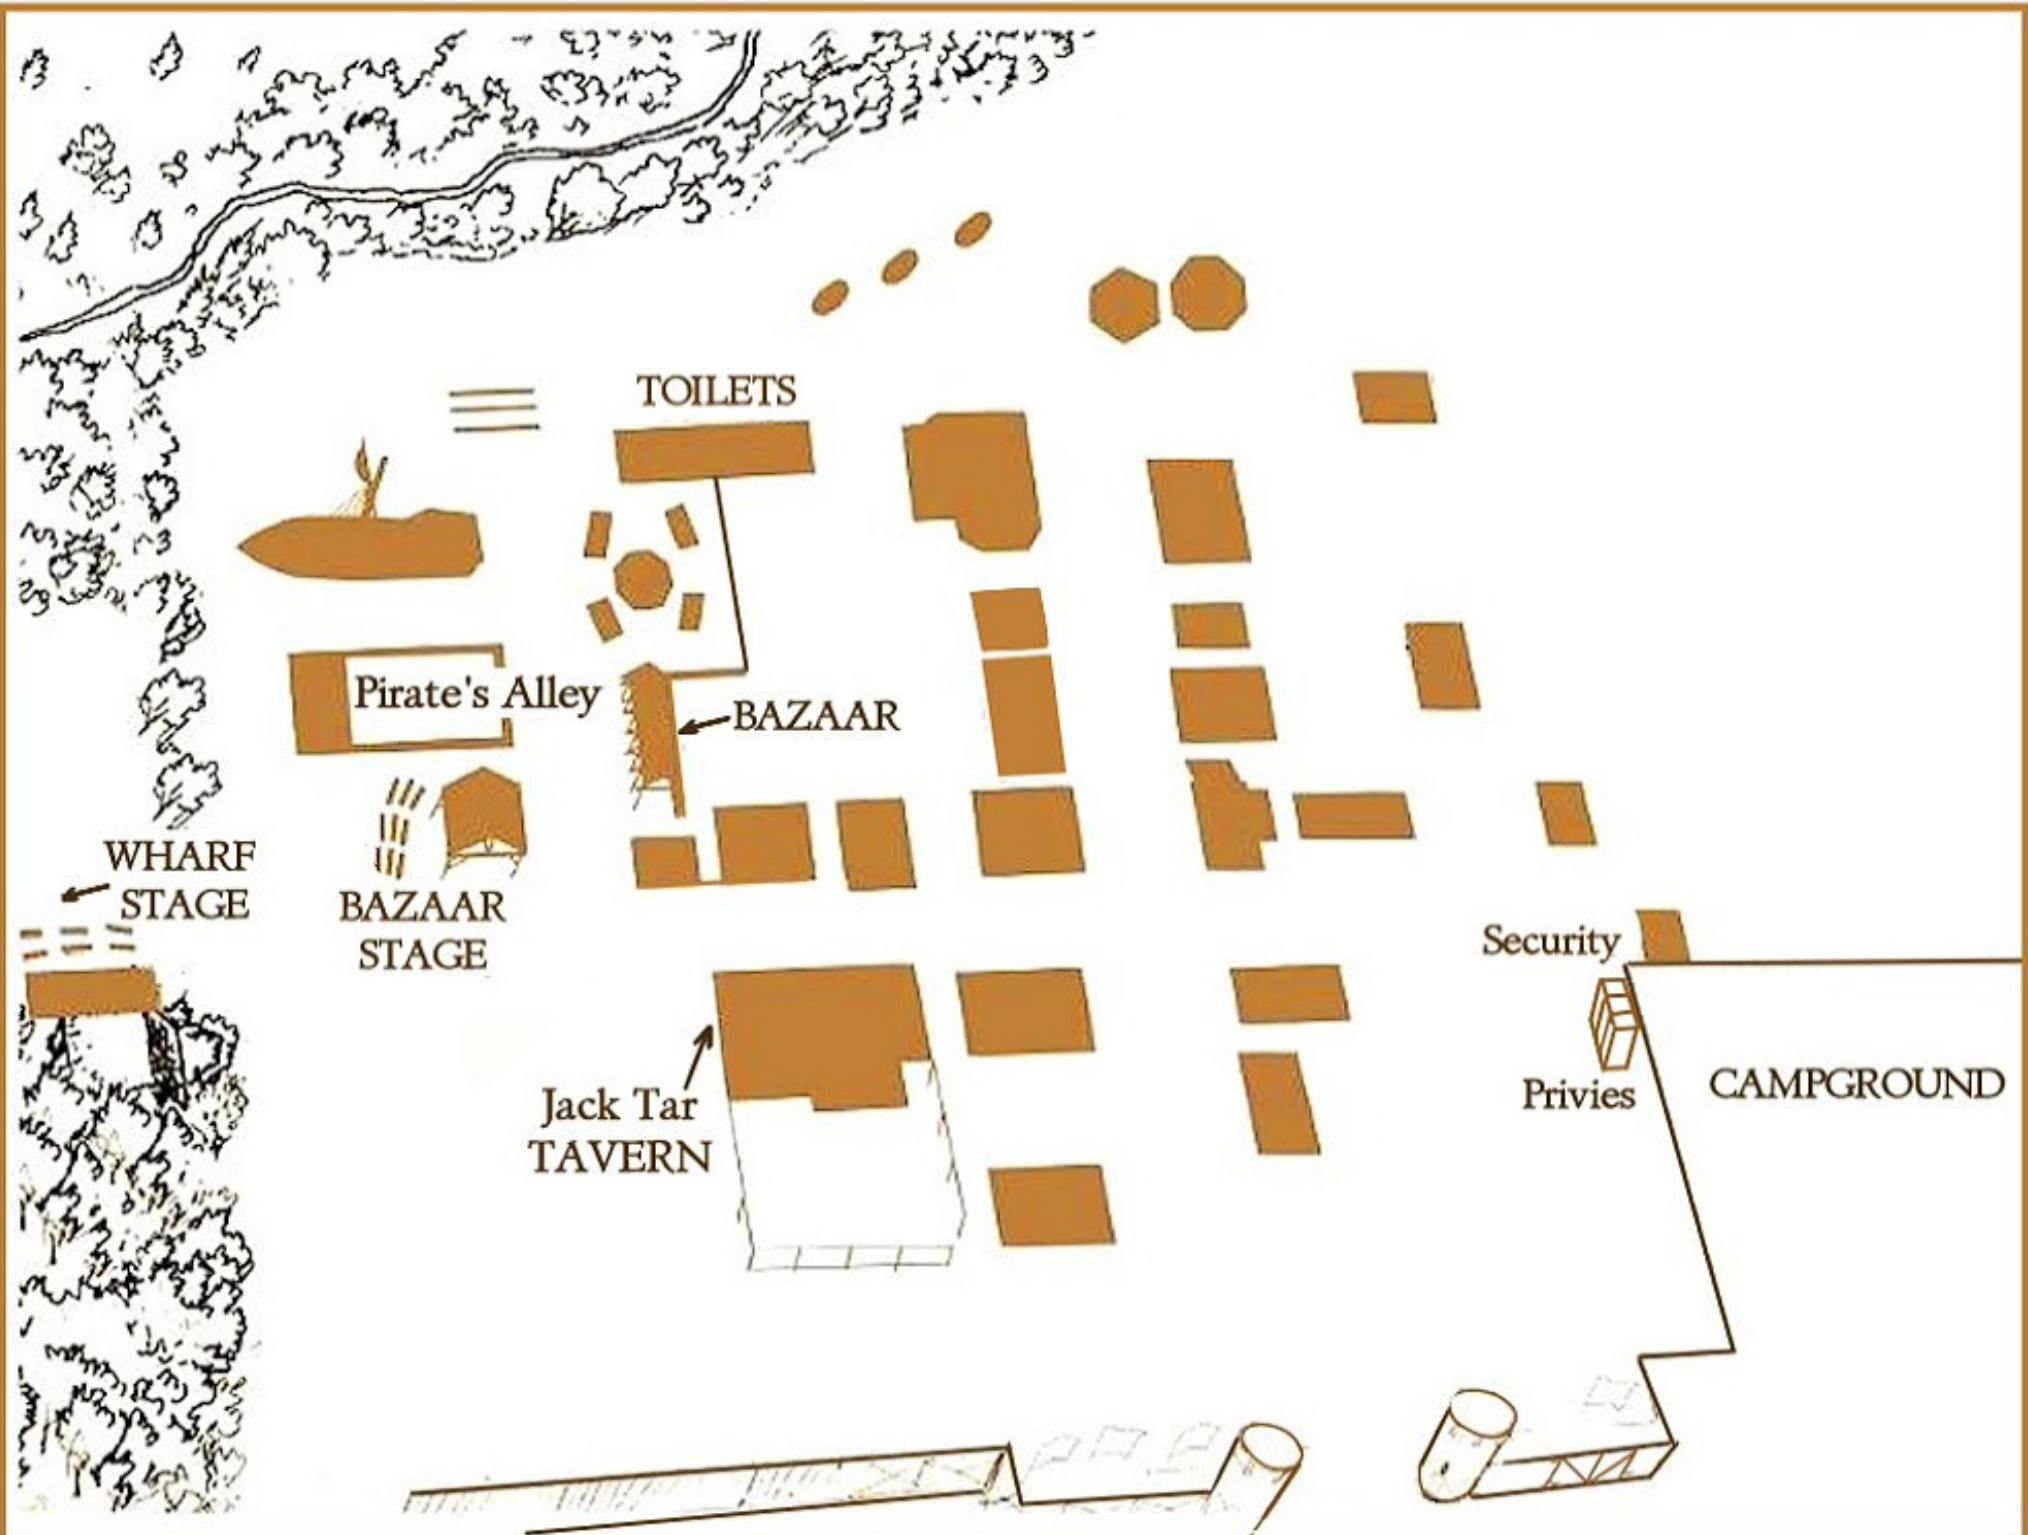 TOILETS
Pirate's Alley
BAZAAR
WHARF
STAGE
BAZAAR
STAGE
Security
Jack Tar
TAVERN
Privies
CAMPGROUND